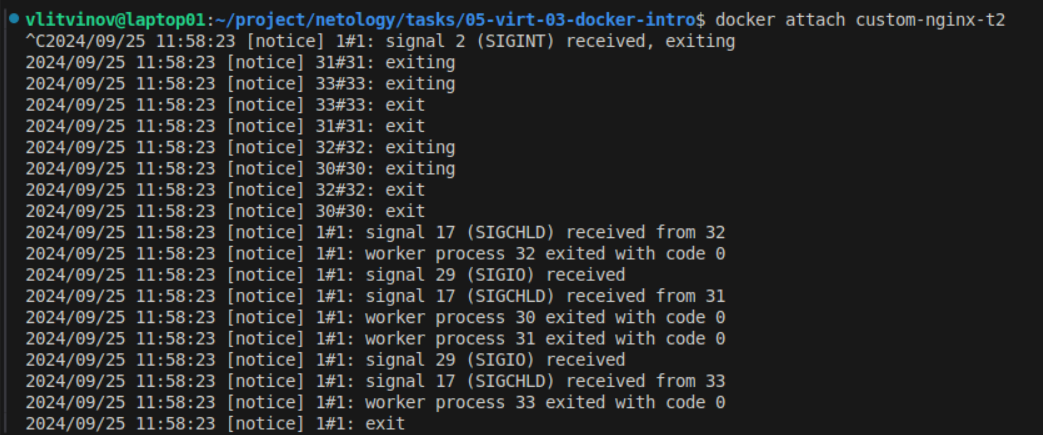 vlitvinov@laptop01:~/project/netology/tasks/05-virt-03-docker-intro$ docker attach custom-nginx-t2
^C2024/09/25 11:58:23 [notice] 1#1: signal 2 (SIGINT) received, exiting
2024/09/25 11:58:23 [notice] 31#31: exiting
2024/09/25 11:58:23 [notice] 33#33: exiting
2024/09/25 11:58:23 [notice] 33#33: exit
2024/09/25 11:58:23 [notice] 31#31: exit
2024/09/25 11:58:23 [notice] 32#32: exiting
2024/09/25 11:58:23 [notice] 30#30: exiting
2024/09/25 11:58:23 [notice] 32#32: exit
2024/09/25 11:58:23 [notice] 30#30: exit
2024/09/25 11:58:23 [notice] 1#1: signal 17 (SIGCHLD) received from 32
2024/09/25 11:58:23 [notice] 1#1: worker process 32 exited with code 0
2024/09/25 11:58:23 [notice] 1#1: signal 29 (SIGIO) received
2024/09/25 11:58:23 [notice] 1#1: signal 17 (SIGCHLD) received from 31
2024/09/25 11:58:23 [notice] 1#1: worker process 30 exited with code 0
2024/09/25 11:58:23 [notice] 1#1: worker process 31 exited with code 0
2024/09/25 11:58:23 [notice] 1#1: signal 29 (SIGIO) received
2024/09/25 11:58:23 [notice] 1#1: signal 17 (SIGCHLD) received from 33
2024/09/25 11:58:23 [notice] 1#1: worker process 33 exited with code 0
2024/09/25 11:58:23 [notice] 1#1: exit